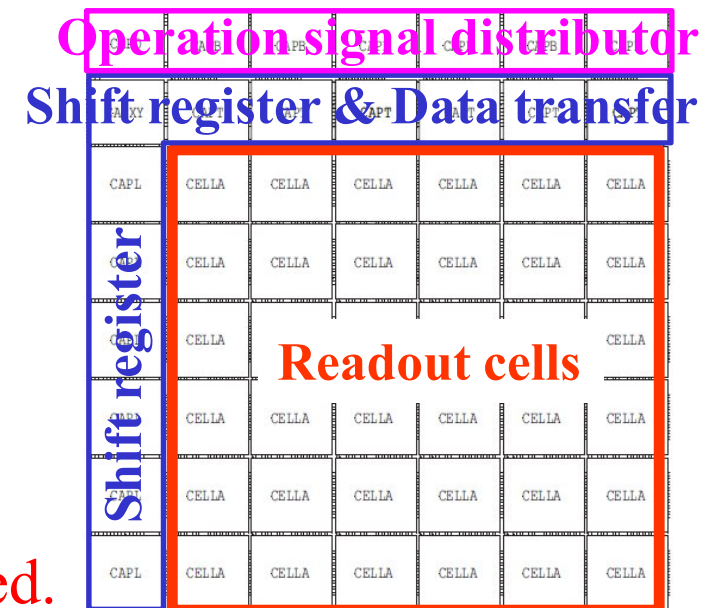 Operation signal distributor
Shift register & Data transfer
CAPT
CAPL CELLA CELLA CELLA CELLA CELLA CELLA
CELLA CELLA CELLA CELLA CELLA CELLA
Shift register
CELLA CELLA
Readout cells
CELLA CELLA CELLA CELLA CELLA CELLA
CAPL CELLA CELLA CELLA CELLA CELLA CELLA
CAPL CELLA CELLA CELLA CELLA CELLA CELLA
ed.